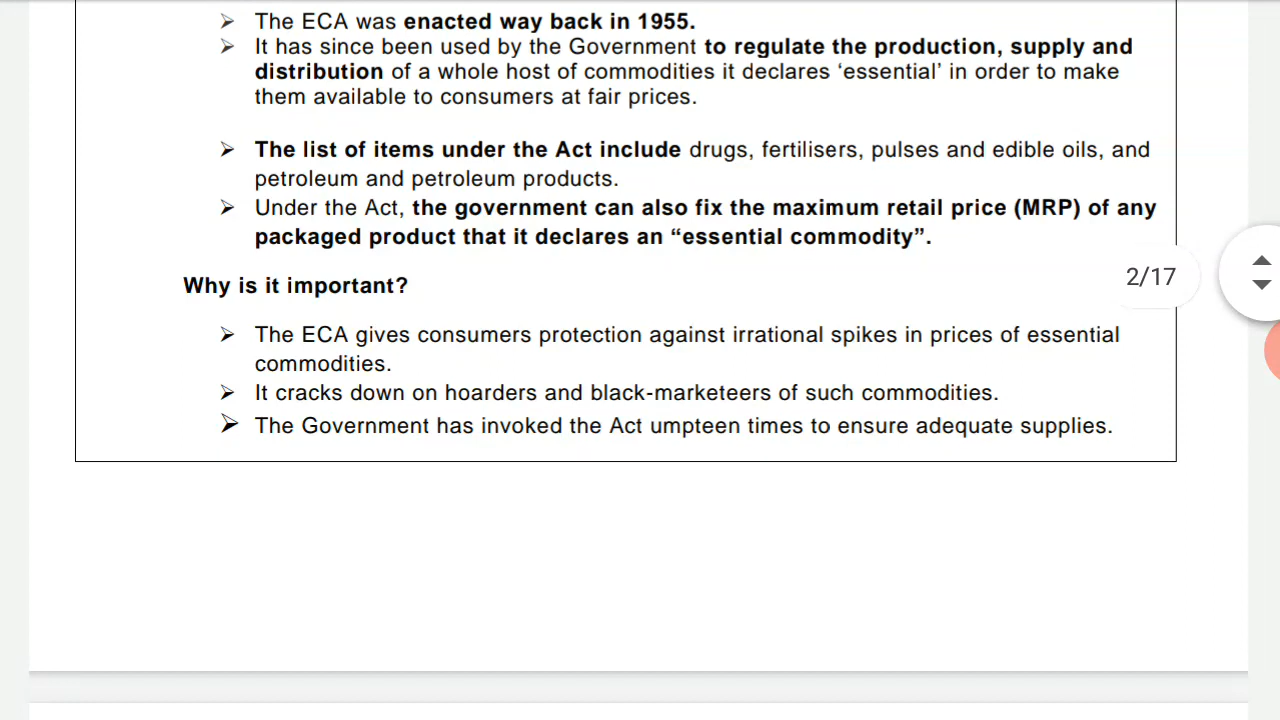 ➢ The ECA was enacted way back in 1955.
➢ It has since been used by the Government to regulate the production, supply and
distribution of a whole host of commodities it declares ‘essential’ in order to make
them available to consumers at fair prices.
➢ The list of items under the Act include drugs, fertilisers, pulses and edible oils, and
petroleum and petroleum products.
➢ Under the Act, the government can also fix the maximum retail price (MRP) of any
packaged product that it declares an “essential commodity”.
Why is it important?
2/17
➢ The ECA gives consumers protection against irrational spikes in prices of essential
commodities.
➢ It cracks down on hoarders and black-marketeers of such commodities.
➢ The Government has invoked the Act umpteen times to ensure adequate supplies.